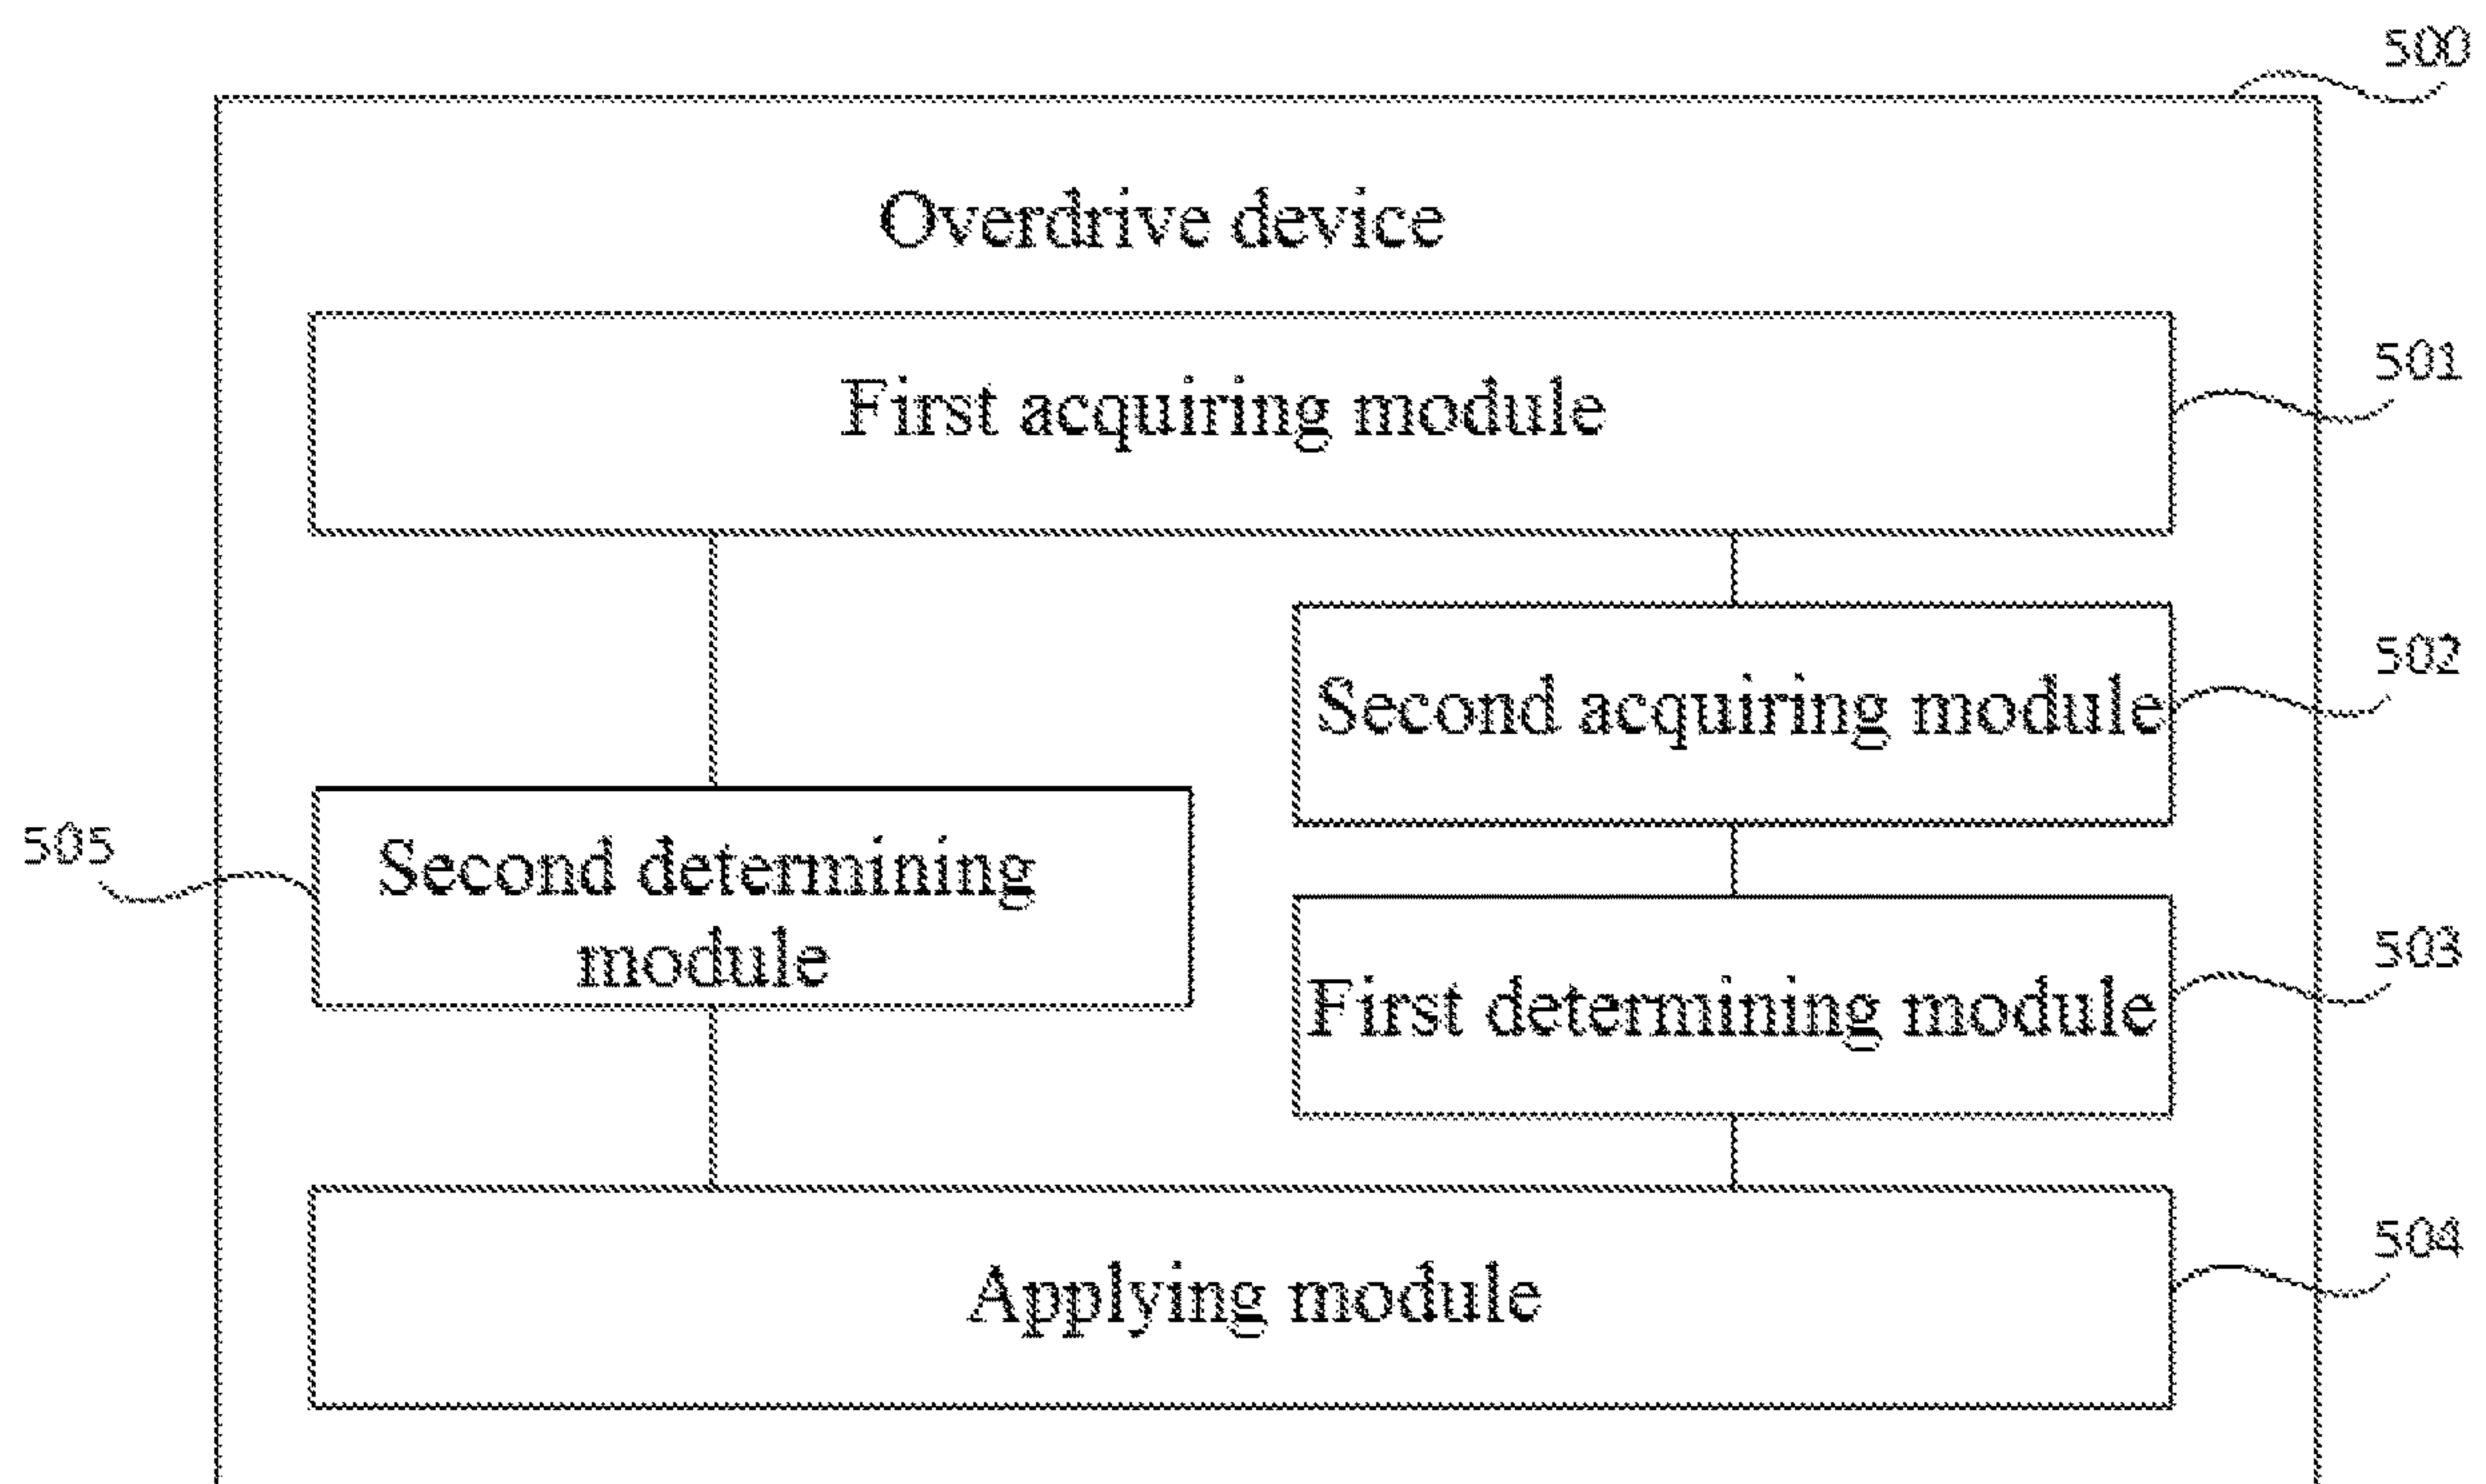 500
Overdrive device
First acquiring module
501
502
Second acquiring module
505
Second determining
module
503
First determining module
504
Applying module